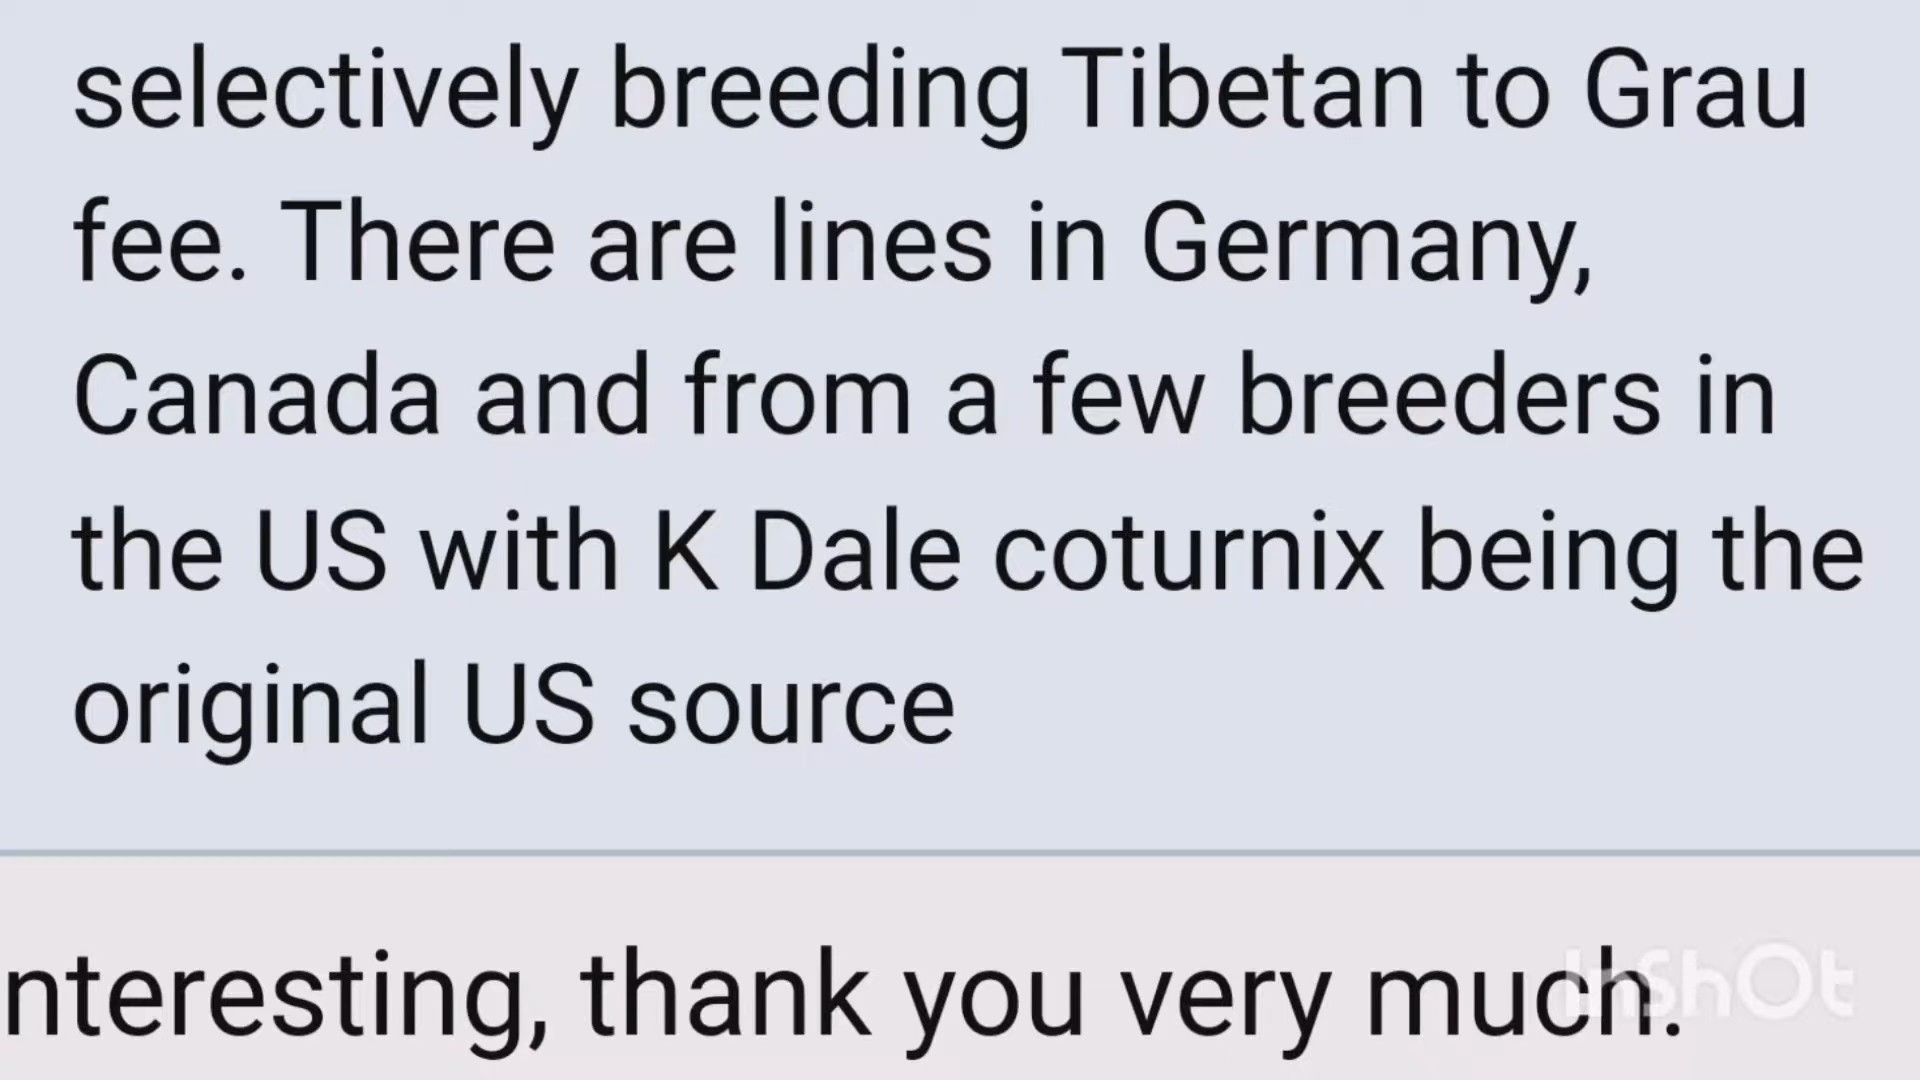 selectively breeding Tibetan to Grau
fee. There are lines in Germany,
Canada and from a few breeders in
the US with K Dale coturnix being the
original US source
nteresting, thank you very much.
InShOt